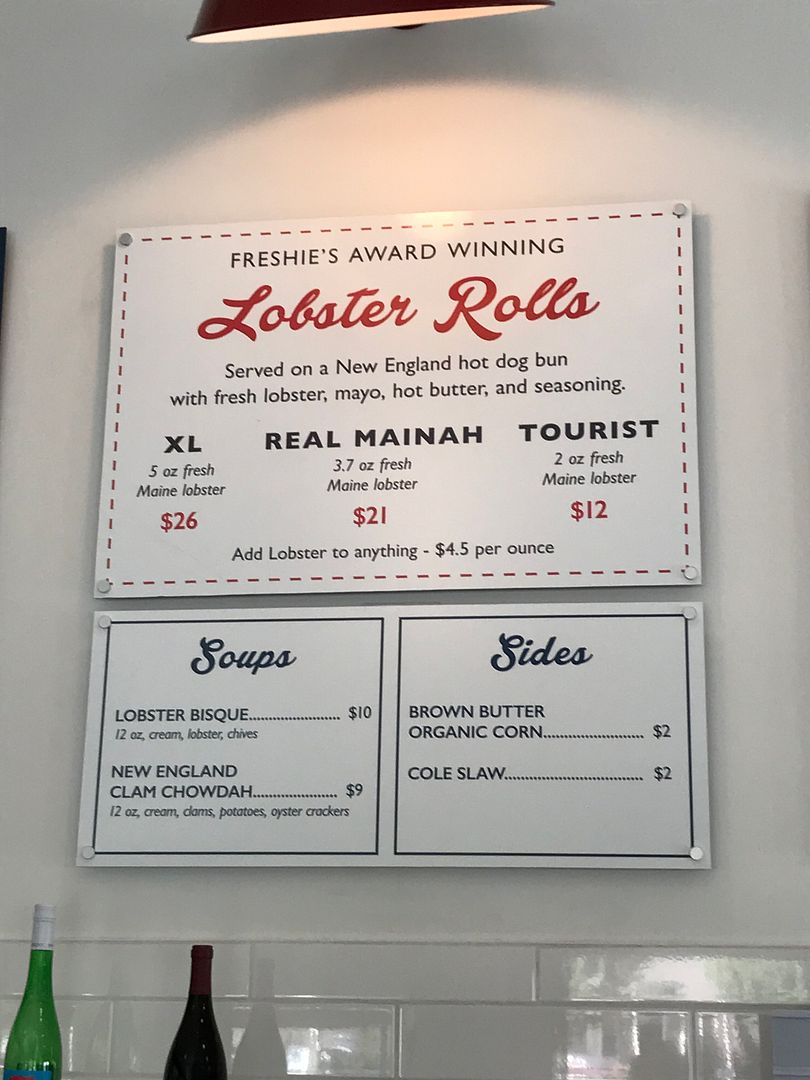 FRESHIE'S AWARD WINNING
Lobster Rolls
Served on a New England hot dog bun
with fresh lobster, mayo, hot butter, and seasoning.
XL
5 oz fresh
Maine lobster
$26
REAL MAINAH
3.7 oz fresh
Maine lobster
$21
TOURIST
2 oz fresh
Maine lobster
$12
Add Lobster to anything - $4.5 per ounce
Soups
LOBSTER BISQUE....................... $10
12 oz, cream, lobster, chives
NEW ENGLAND
CLAM CHOWDAH..................... $9
12 oz, cream, clams, potatoes, oyster crackers
Sides
BROWN BUTTER
ORGANIC CORN......................... $2
COLE SLAW.................................. $2